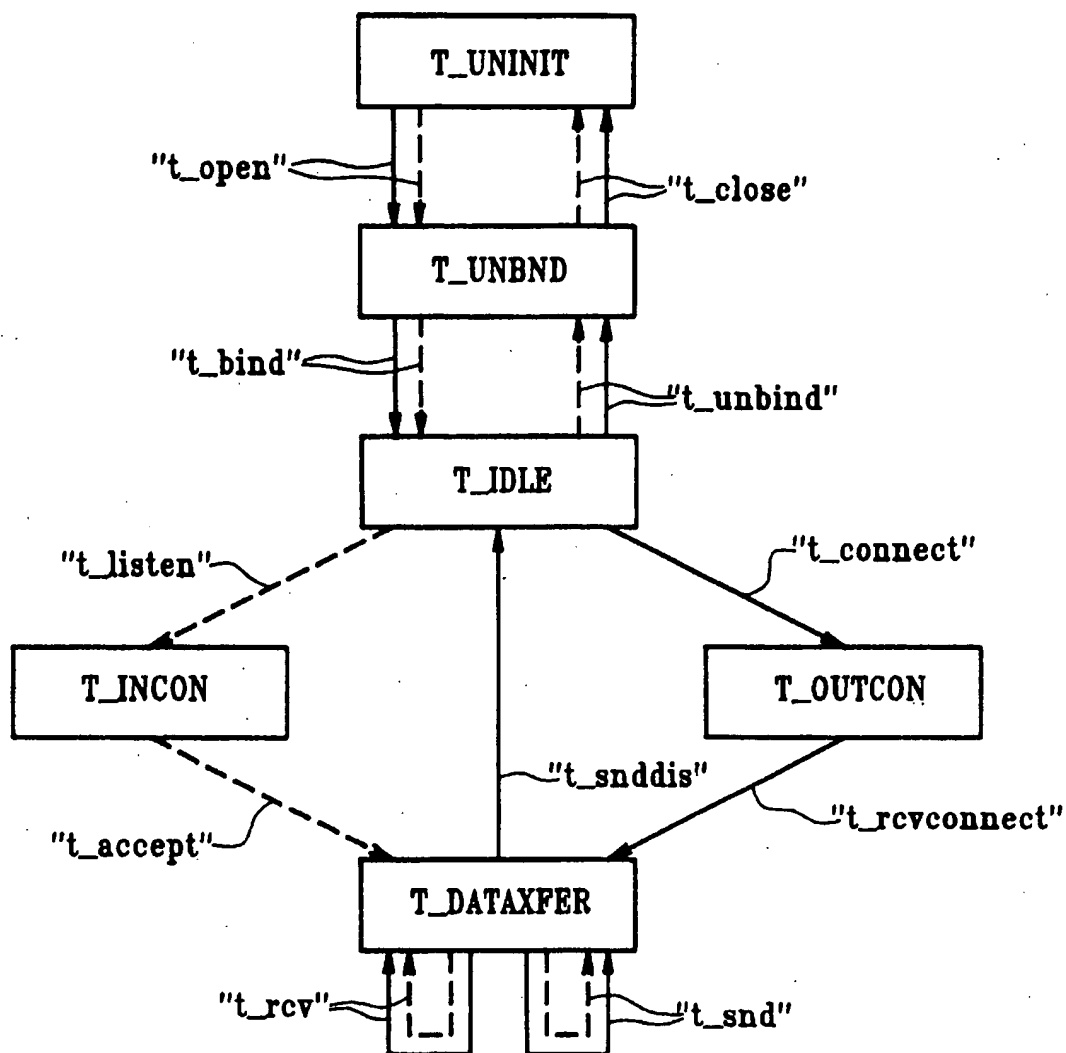 T_UNINIT
"t_open"
"t_close"
T_UNBND
"t_bind"
"t_unbind"
T_IDLE
"t_listen"
"t_connect"
T_INCON
T_OUTCON
"t_snddis"
"t_accept"
"t_rcvconnect"
T_DATAXFER
"t_rcv"
"t_snd"